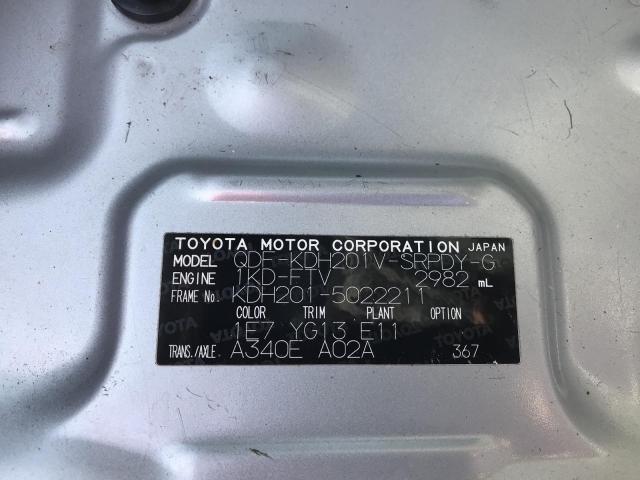 TOYOTA MOTOR CORPORATION JAPAN
MODEL QDF-KDH201V-SRPDY-G
ENGINE 1KD-FTV 2982 mL
FRAME No. KDH201-5022211
COLOR TRIM PLANT OPTION
1E7 YG13 E11
TRANS./AXLE A340E A02A 367